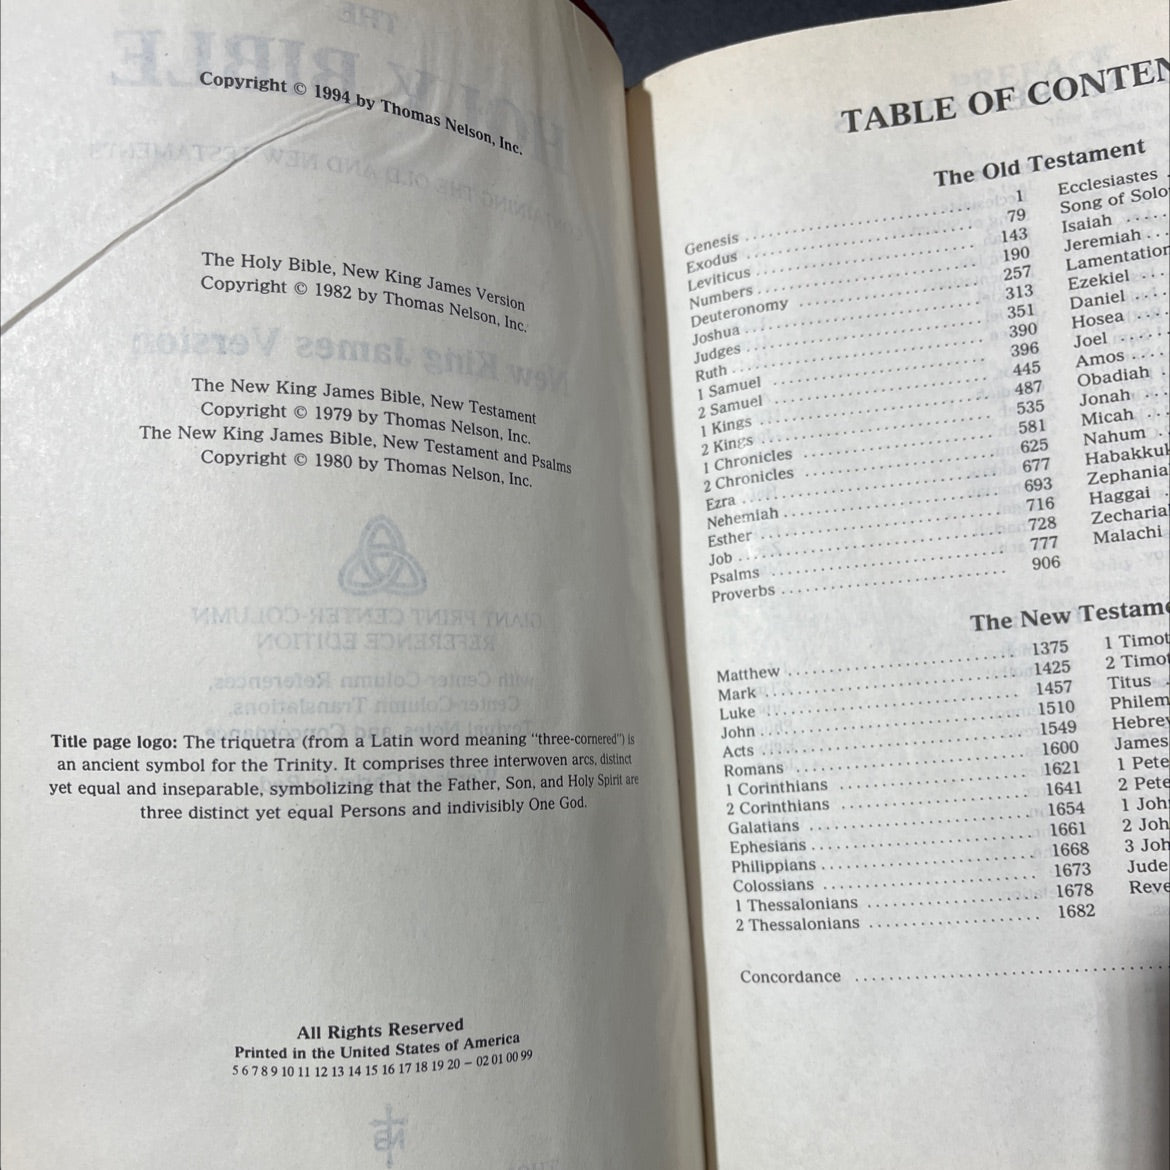 Copyright © 1994 by Thomas Nelson, Inc.
The Holy Bible, New King James Version
Copyright © 1982 by Thomas Nelson, Inc.
The New King James Bible, New Testament
Copyright © 1979 by Thomas Nelson, Inc.
The New King James Bible, New Testament and Psalms
Copyright © 1980 by Thomas Nelson, Inc.
Title page logo: The triquetra (from a Latin word meaning "three-cornered") is
an ancient symbol for the Trinity. It comprises three interwoven arcs, distinct
yet equal and inseparable, symbolizing that the Father, Son, and Holy Spirit are
three distinct yet equal Persons and indivisibly One God.
All Rights Reserved
Printed in the United States of America
5 6 7 8 9 10 11 12 13 14 15 16 17 18 19 20 – 02 01 00 99
TABLE OF CONTEN
The Old Testament
Genesis 1
Exodus 79
Leviticus 143
Numbers 190
Deuteronomy 257
Joshua 313
Judges 351
Ruth 390
1 Samuel 396
2 Samuel 445
1 Kings 487
2 Kings 535
1 Chronicles 581
2 Chronicles 625
Ezra 677
Nehemiah 693
Esther 716
Job 728
Psalms 777
Proverbs 906
Ecclesiastes
Song of Solo
Isaiah
Jeremiah
Lamentation
Ezekiel
Daniel
Hosea
Joel
Amos
Obadiah
Jonah
Micah
Nahum
Habakkuk
Zephania
Haggai
Zecharia
Malachi
The New Testame
Matthew 1375
Mark 1425
Luke 1457
John 1510
Acts 1549
Romans 1600
1 Corinthians 1621
2 Corinthians 1641
Galatians 1654
Ephesians 1661
Philippians 1668
Colossians 1673
1 Thessalonians 1678
2 Thessalonians 1682
1 Timot
2 Timot
Titus
Philem
Hebrew
James
1 Pete
2 Pete
1 Joh
2 Joh
3 Joh
Jude
Reve
Concordance